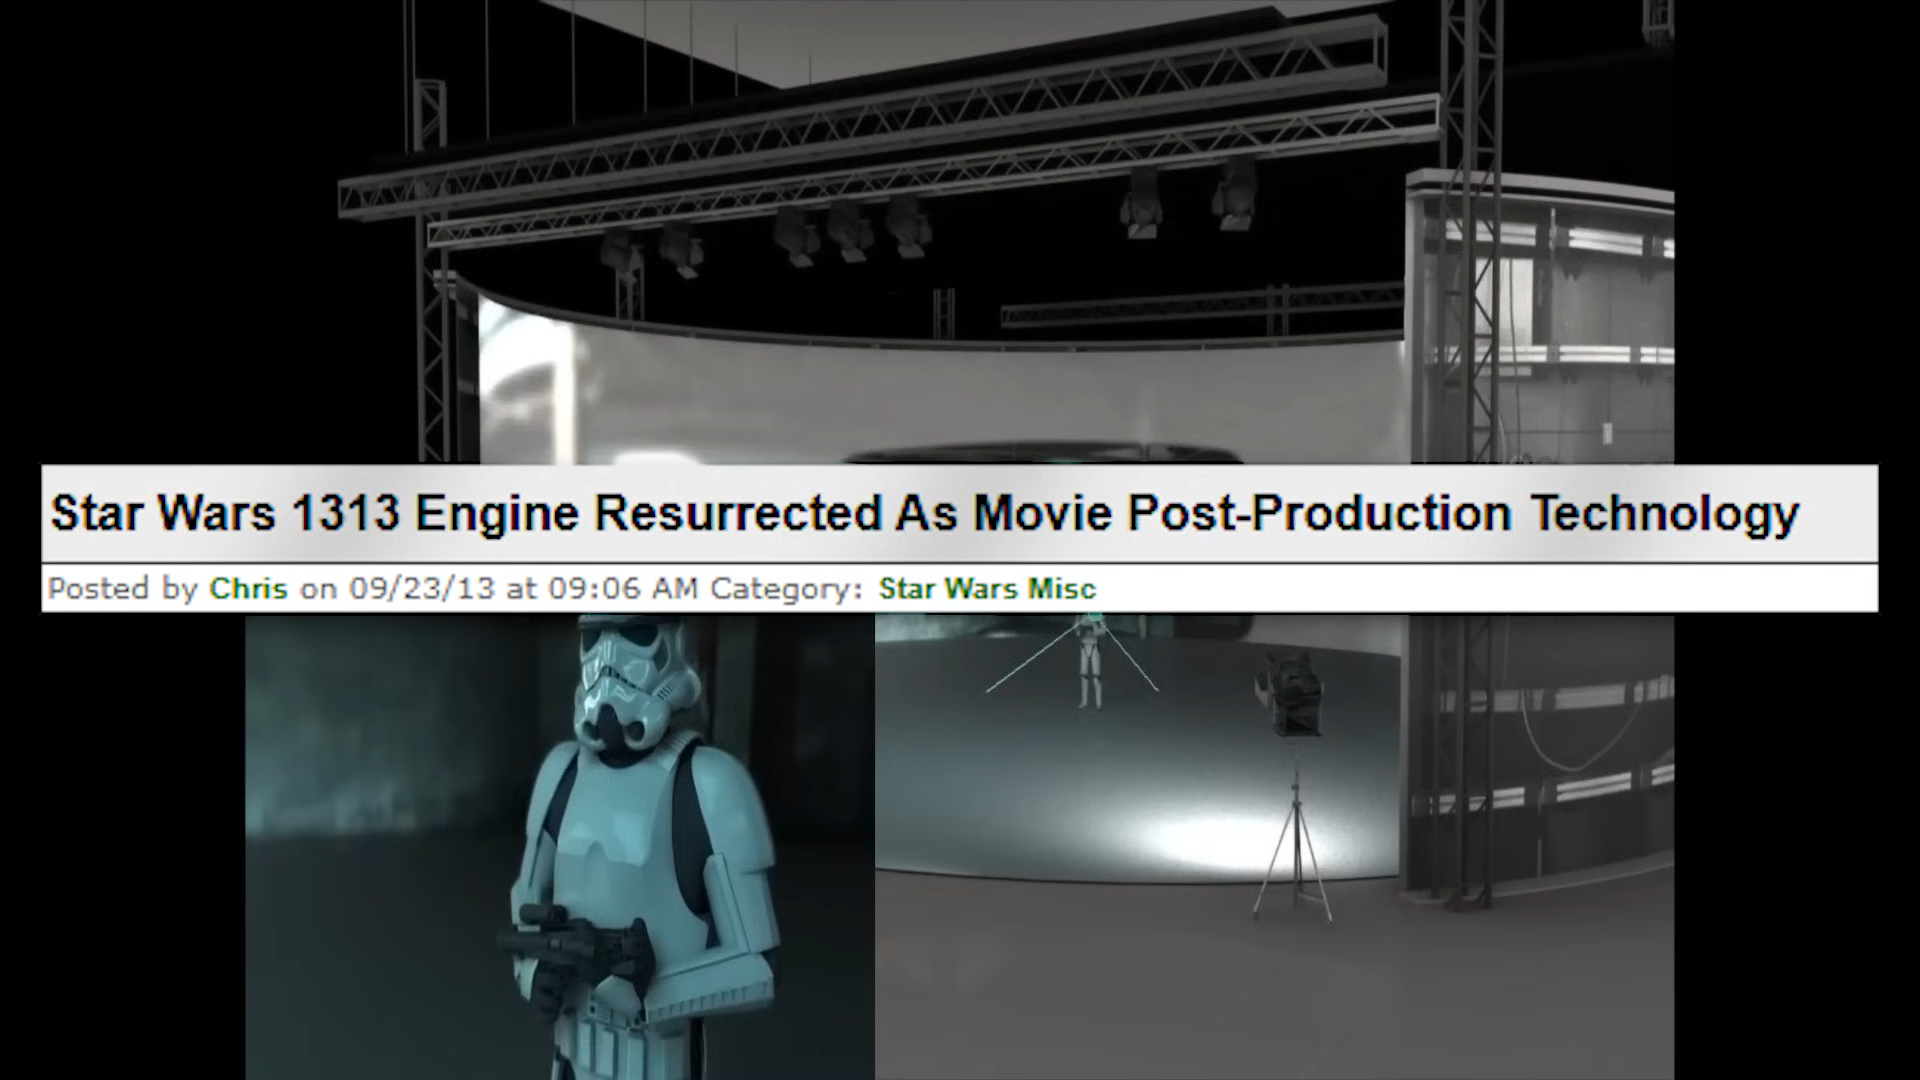 Star Wars 1313 Engine Resurrected As Movie Post-Production Technology
Posted by Chris on 09/23/13 at 09:06 AM Category: Star Wars Misc